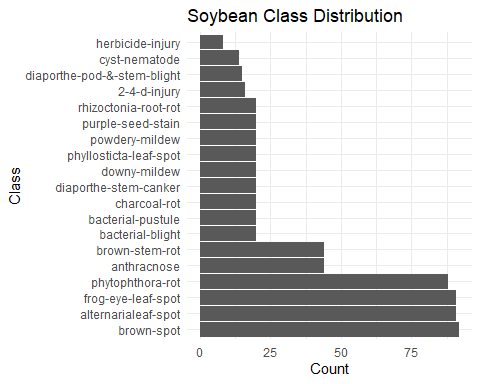 Soybean Class Distribution
herbicide-injury
cyst-nematode
diaporthe-pod-&-stem-blight
2-4-d-injury
rhizoctonia-root-rot
purple-seed-stain
powdery-mildew
phyllosticta-leaf-spot
downy-mildew
diaporthe-stem-canker
charcoal-rot
bacterial-pustule
bacterial-blight
brown-stem-rot
anthracnose
phytophthora-rot
frog-eye-leaf-spot
alternarialeaf-spot
brown-spot
Class
0 25 50 75
Count